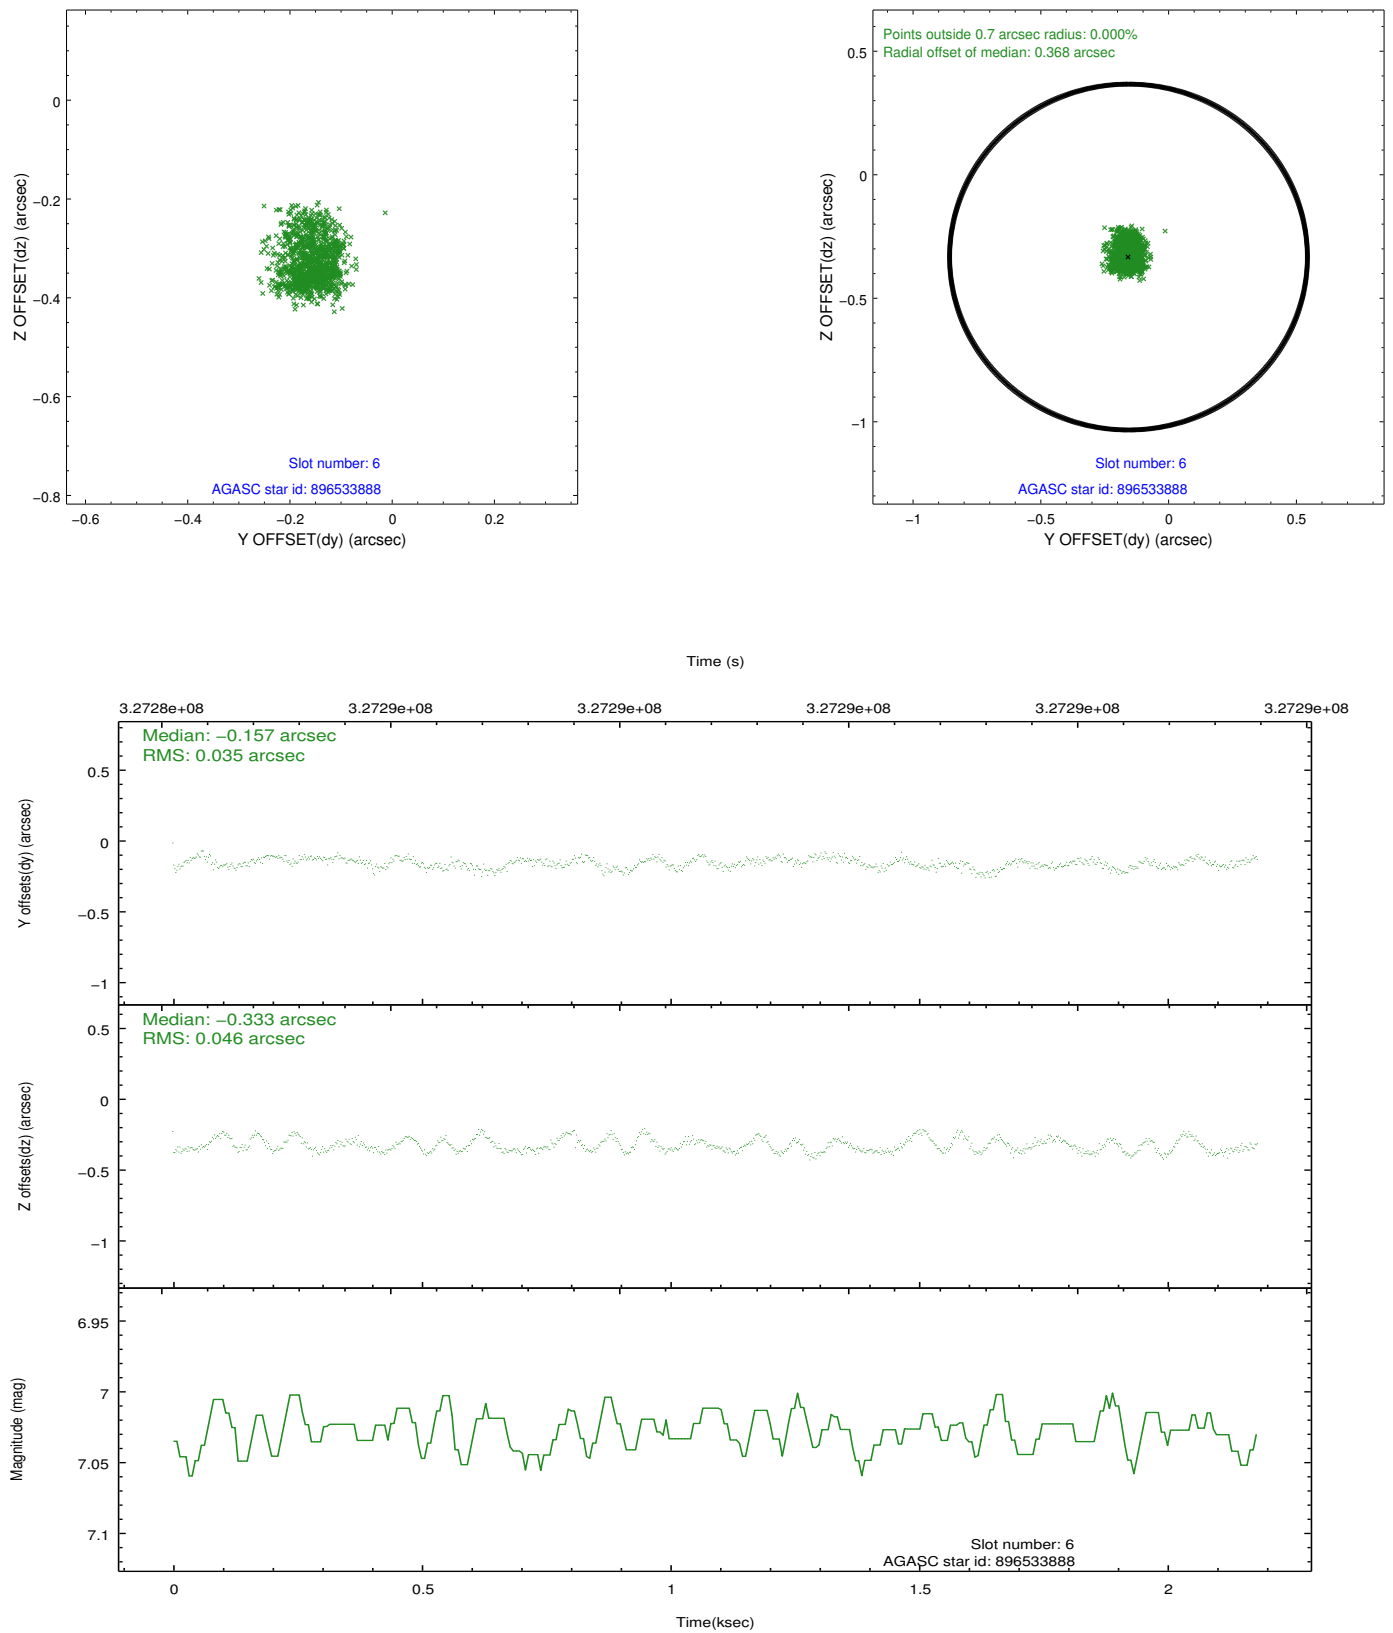 0
−0.2
−0.4
−0.6
−0.8
Z OFFSET(dz) (arcsec)
Slot number: 6
AGASC star id: 896533888
−0.6 −0.4 −0.2 0 0.2
Y OFFSET(dy) (arcsec)
Points outside 0.7 arcsec radius: 0.000%
Radial offset of median: 0.368 arcsec
0.5
0
−0.5
−1
Z OFFSET(dz) (arcsec)
Slot number: 6
AGASC star id: 896533888
−1 −0.5 0 0.5
Y OFFSET(dy) (arcsec)
Time (s)
3.2728e+08 3.2729e+08 3.2729e+08 3.2729e+08 3.2729e+08 3.2729e+08
Median: −0.157 arcsec
RMS: 0.035 arcsec
0.5
0
−0.5
−1
Y offsets(dy) (arcsec)
Median: −0.333 arcsec
RMS: 0.046 arcsec
0.5
0
−0.5
−1
Z offsets(dz) (arcsec)
6.95
7
7.05
7.1
Magnitude (mag)
Slot number: 6
AGASC star id: 896533888
0 0.5 1 1.5 2
Time(ksec)